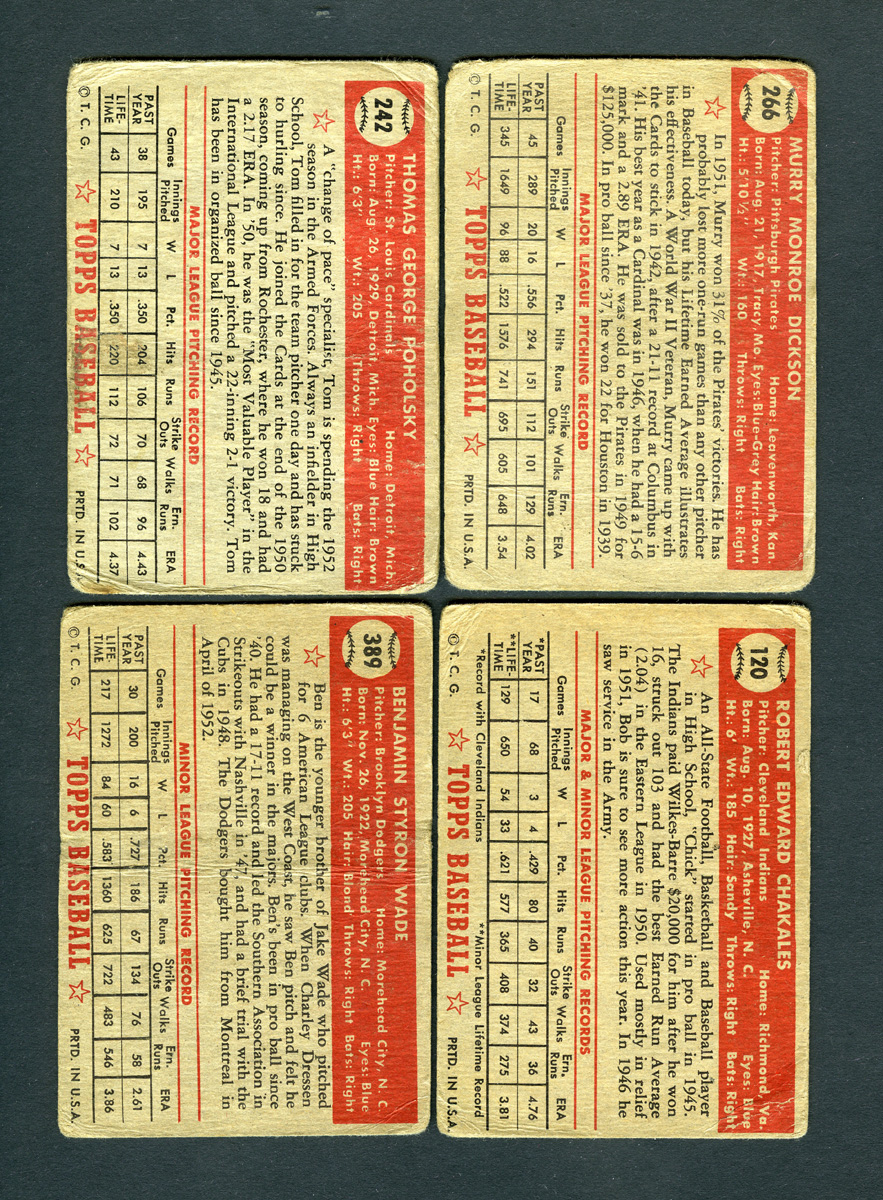 266
MURRY MONROE DICKSON
Pitcher: Pittsburgh Pirates Home: Leavenworth, Kan.
Born: Aug. 21, 1917, Tracy, Mo. Eyes: Blue-Grey Hair: Brown
Ht.: 5'10½" Wt.: 160 Throws: Right Bats: Right
In 1951, Murry won 31% of the Pirates' victories. He has
probably lost more one-run games than any other pitcher
in Baseball today, but his Lifetime Earned Average illustrates
his effectiveness. A World War II Veteran, Murry came up with
the Cards to stick in 1942, after a 21-11 record at Columbus in
'41. His best year as a Cardinal was in 1946, when he had a 15-6
mark and a 2.89 ERA. He was sold to the Pirates in 1949 for
$125,000. In pro ball since '37, he won 22 for Houston in 1939.
MAJOR LEAGUE PITCHING RECORD
Games Innings Pitched W L Pct. Hits Runs Strike Outs Walks Ern. Runs ERA
PAST YEAR 45 289 20 16 .556 294 151 112 101 129 4.02
LIFE-TIME 345 1649 96 88 .522 1576 741 695 605 648 3.54
© T. C. G. TOPPS BASEBALL PRTD. IN U.S.A.
120
ROBERT EDWARD CHAKALES
Pitcher: Cleveland Indians Home: Richmond, Va.
Born: Aug. 10, 1927, Asheville, N. C. Eyes: Blue
Ht.: 6' Wt.: 185 Hair: Sandy Throws: Right Bats: Right
An All-State Football, Basketball and Baseball player
in High School, "Chick" started in pro ball in 1945.
The Indians paid Wilkes-Barre $20,000 for him after he won
16, struck out 103 and had the best Earned Run Average
(2.04) in the Eastern League in 1950. Used mostly in relief
in 1951, Bob is sure to see more action this year. In 1946 he
saw service in the Army.
MAJOR & MINOR LEAGUE PITCHING RECORDS
Games Innings Pitched W L Pct. Hits Runs Strike Outs Walks Ern. Runs ERA
*PAST YEAR 17 68 3 4 .429 80 40 32 43 36 4.76
**LIFE-TIME 129 650 54 33 .621 577 365 408 374 275 3.81
*Record with Cleveland Indians **Minor League Lifetime Record
© T. C. G. TOPPS BASEBALL PRTD. IN U.S.A.
242
THOMAS GEORGE POHOLSKY
Pitcher: St. Louis Cardinals Home: Detroit, Mich.
Born: Aug. 26, 1929, Detroit, Mich. Eyes: Blue Hair: Brown
Ht.: 6'3" Wt.: 205 Throws: Right Bats: Right
A "change of pace" specialist, Tom is spending the 1952
season in the Armed Forces. Always an infielder in High
School, Tom filled in for the team pitcher one day and has stuck
to hurling since. He joined the Cards at the end of the 1950
season, coming up from Rochester, where he won 18 and had
a 2.17 ERA. In '50, he was the "Most Valuable Player" in the
International League and pitched a 22-inning 2-1 victory. Tom
has been in organized ball since 1945.
MAJOR LEAGUE PITCHING RECORD
Games Innings Pitched W L Pct. Hits Runs Strike Outs Walks Ern. Runs ERA
PAST YEAR 38 195 7 13 .350 204 106 70 68 96 4.43
LIFE-TIME 43 210 7 13 .350 220 112 72 71 102 4.37
© T. C. G. TOPPS BASEBALL PRTD. IN U.S.A.
389
BENJAMIN STYRON WADE
Pitcher: Brooklyn Dodgers Home: Morehead City, N. C.
Born: Nov. 26, 1922, Morehead City, N. C. Eyes: Blue
Ht.: 6'3" Wt.: 205 Hair: Bland Throws: Right Bats: Right
Ben is the younger brother of Jake Wade who pitched
for 6 American League clubs. When Charley Dressen
was managing on the West Coast, he saw Ben pitch and felt he
could be a winner in the majors. Ben's been in pro ball since
'40. He had a 17-11 record and led the Southern Association in
Strikeouts with Nashville in '47, and had a brief trial with the
Cubs in 1948. The Dodgers bought him from Montreal in
April of 1952.
MINOR LEAGUE PITCHING RECORD
Games Innings Pitched W L Pct. Hits Runs Strike Outs Walks Ern. Runs ERA
PAST YEAR 30 200 16 6 .727 186 67 134 76 58 2.61
LIFE-TIME 217 1272 84 60 .583 1360 625 722 483 546 3.86
© T. C. G. TOPPS BASEBALL PRTD. IN U.S.A.